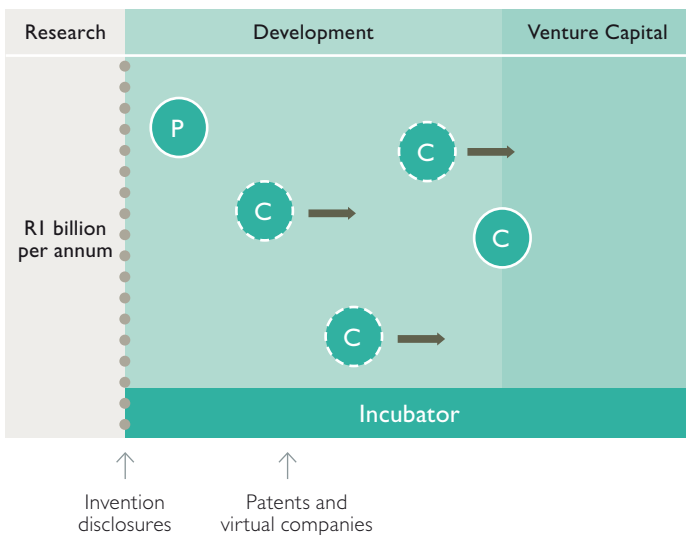 Research
Development
Venture Capital
P
C
C
R1 billion
per annum
C
C
Incubator
Invention
disclosures
Patents and
virtual companies